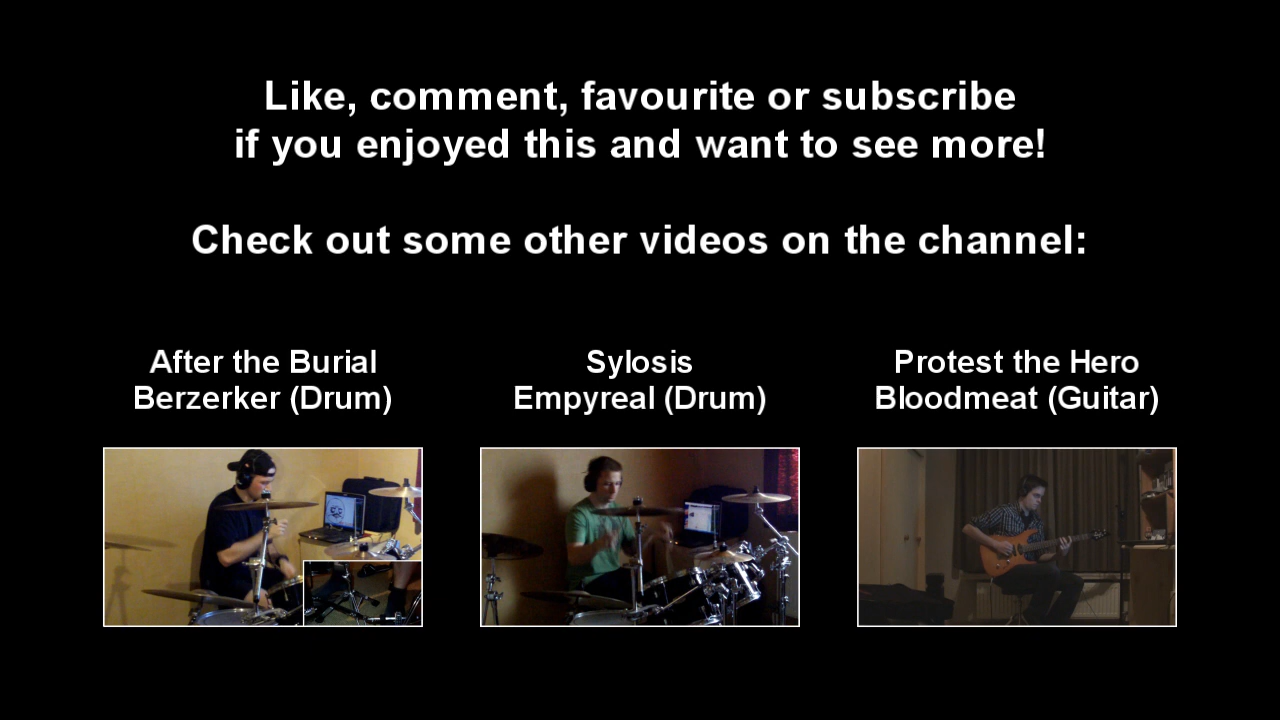 Like, comment, favourite or subscribe
if you enjoyed this and want to see more!
Check out some other videos on the channel:
After the Burial
Berzerker (Drum)
Sylosis
Empyreal (Drum)
Protest the Hero
Bloodmeat (Guitar)